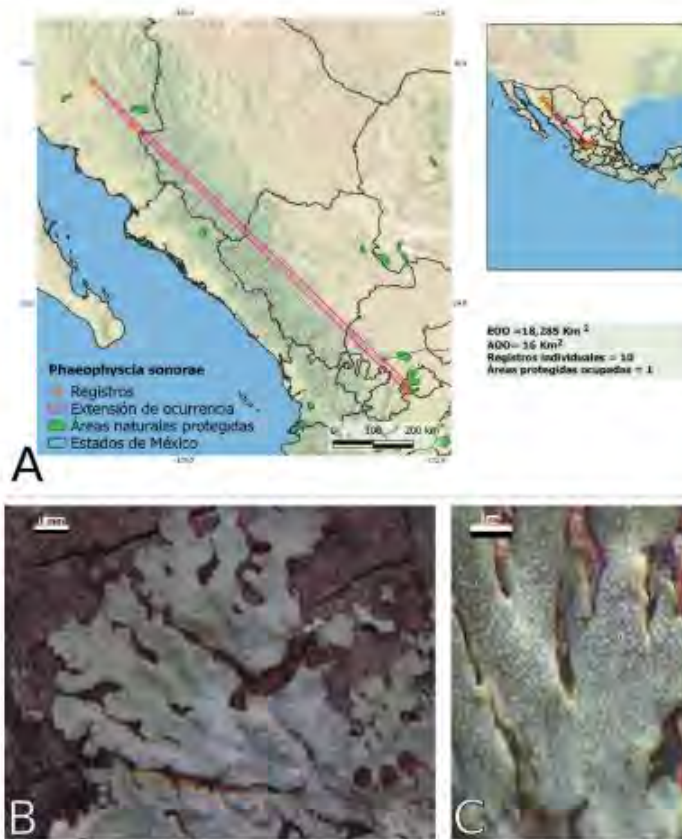 Phaeophyscia sonorae
Registros
Extensión de ocurrencia
Áreas naturales protegidas
Estados de México
200 km
EOO =18,285 Km 2
AOO= 16 Km2
Registros individuales = 10
Áreas protegidas ocupadas = 1
A
B
C